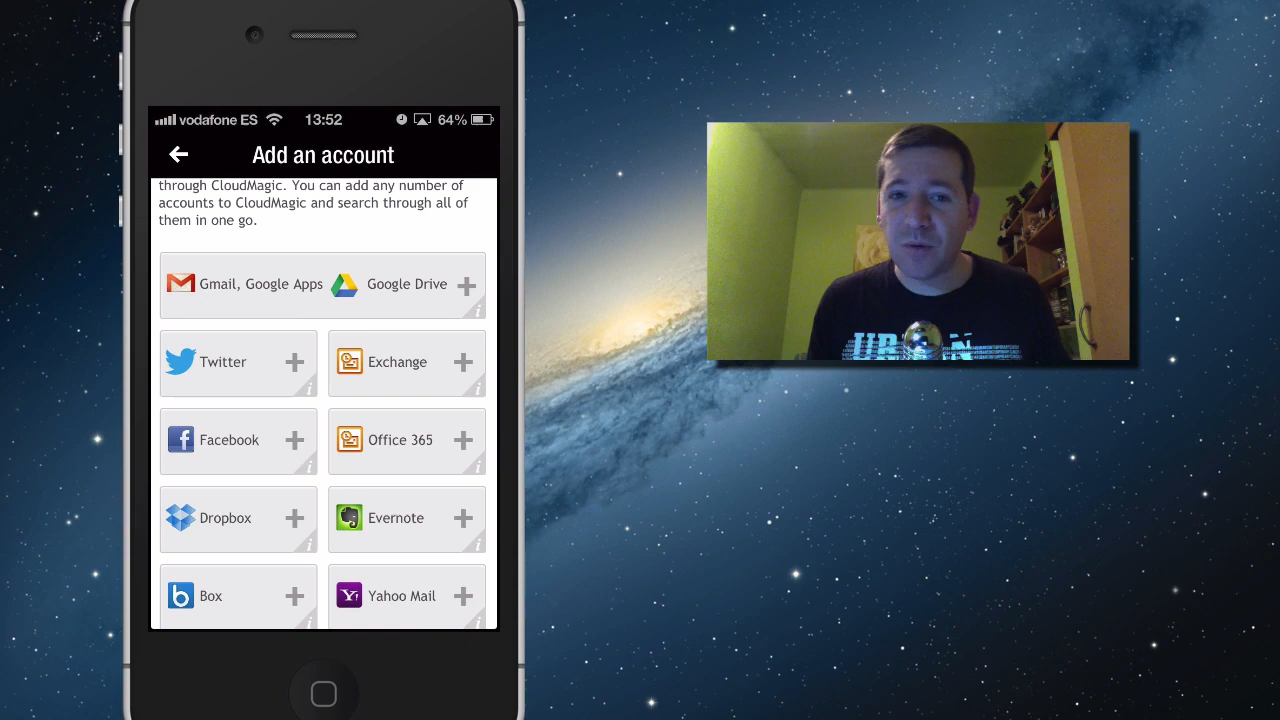 vodafone ES 13:52 64%
Add an account
through CloudMagic. You can add any number of
accounts to CloudMagic and search through all of
them in one go.
Gmail, Google Apps Google Drive
Twitter Exchange
Facebook Office 365
Dropbox Evernote
Box Yahoo Mail